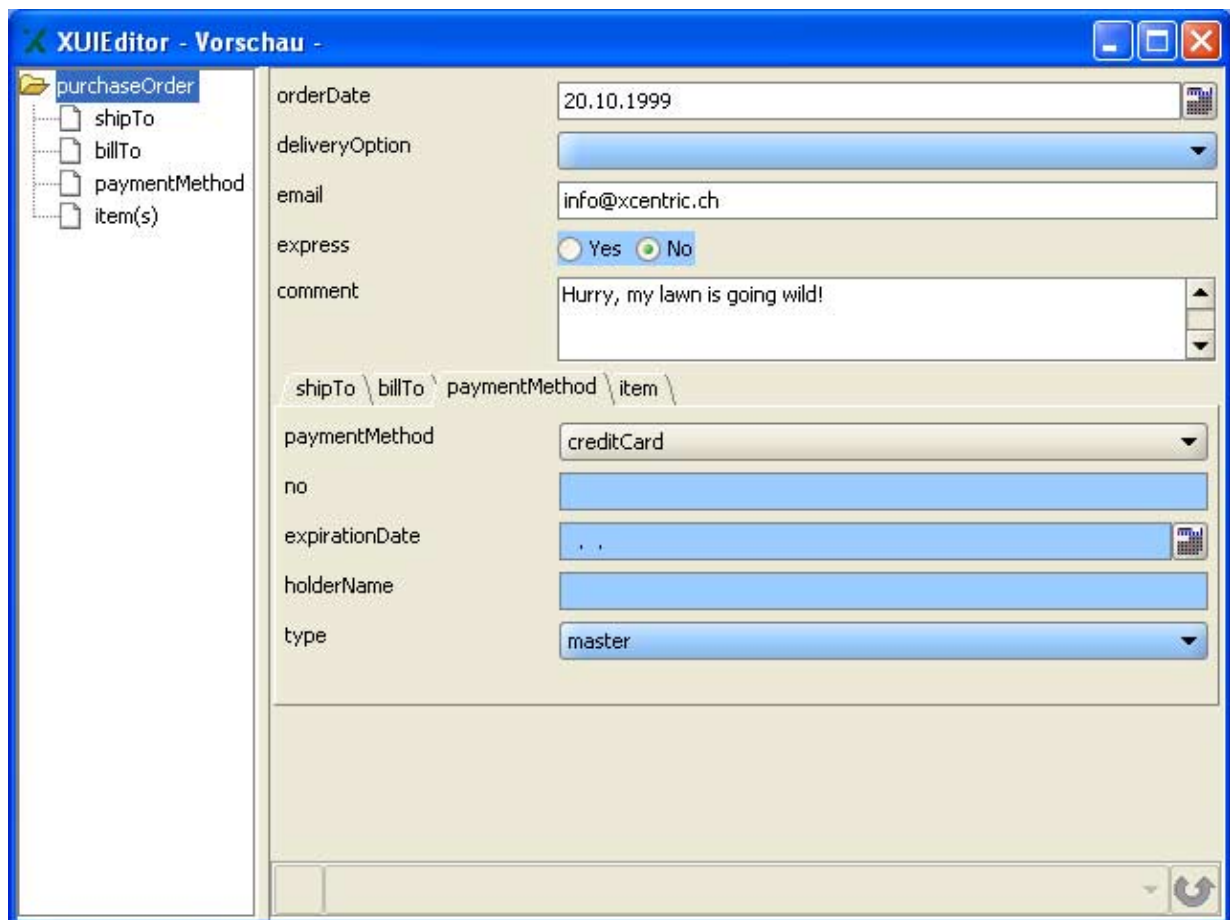 XUIEditor - Vorschau -
purchaseOrder
shipTo
billTo
paymentMethod
item(s)
orderDate 20.10.1999
deliveryOption
email info@xcentric.ch
express Yes No
comment Hurry, my lawn is going wild!
shipTo billTo paymentMethod item
paymentMethod creditCard
no
expirationDate . .
holderName
type master